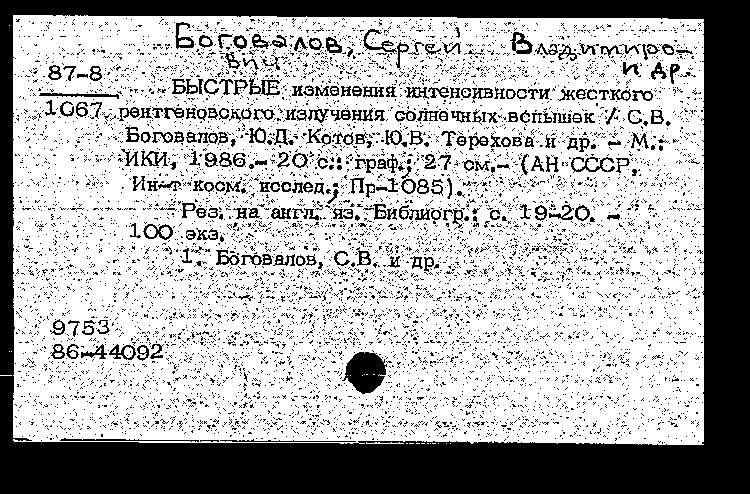 Боговалов, Сергей Владимиро-
вич и др.
87-8
1067
БЫСТРЫЕ изменения интенсивности жесткого
рентгеновского излучения солнечных вспышек / С.В.
Боговалов, Ю.Д. Котов, Ю.В. Терехова и др. - М.:
ИКИ, 1986.- 20 с.: граф.; 27 см.- (АН СССР,
Ин-т косм. исслед.; Пр-1085).
Рез. на англ. яз. Библиогр.: с. 19-20. -
100 экз.
1. Боговалов, С.В. и др.
9753
86-44092